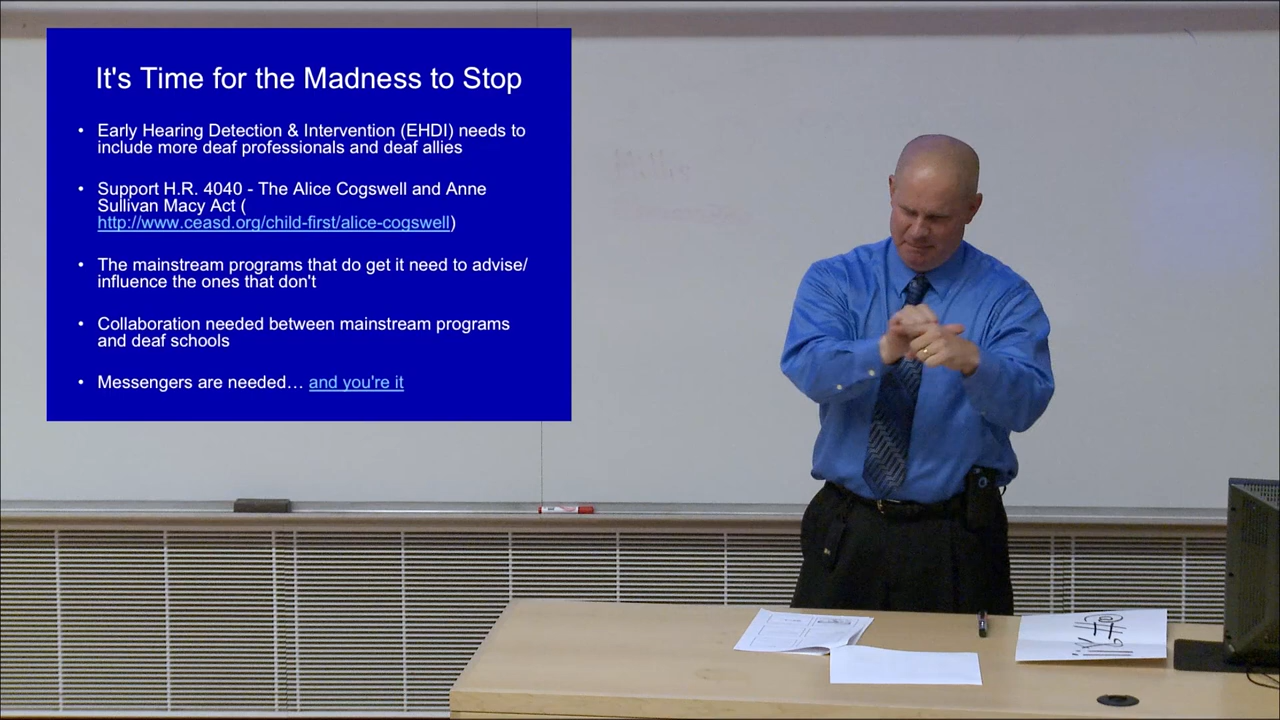 It's Time for the Madness to Stop
• Early Hearing Detection & Intervention (EHDI) needs to
include more deaf professionals and deaf allies
• Support H.R. 4040 - The Alice Cogswell and Anne
Sullivan Macy Act (
http://www.ceasd.org/child-first/alice-cogswell)
• The mainstream programs that do get it need to advise/
influence the ones that don't
• Collaboration needed between mainstream programs
and deaf schools
• Messengers are needed… and you're it